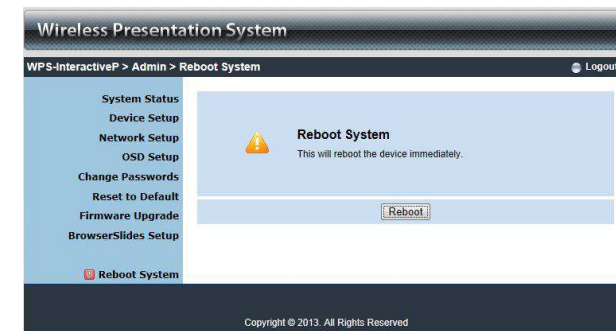 Wireless Presentation System
WPS-InteractiveP > Admin > Reboot System
Logout
System Status
Device Setup
Network Setup
OSD Setup
Change Passwords
Reset to Default
Firmware Upgrade
BrowserSlides Setup
Reboot System
Reboot System
This will reboot the device immediately.
Reboot
Copyright © 2013. All Rights Reserved